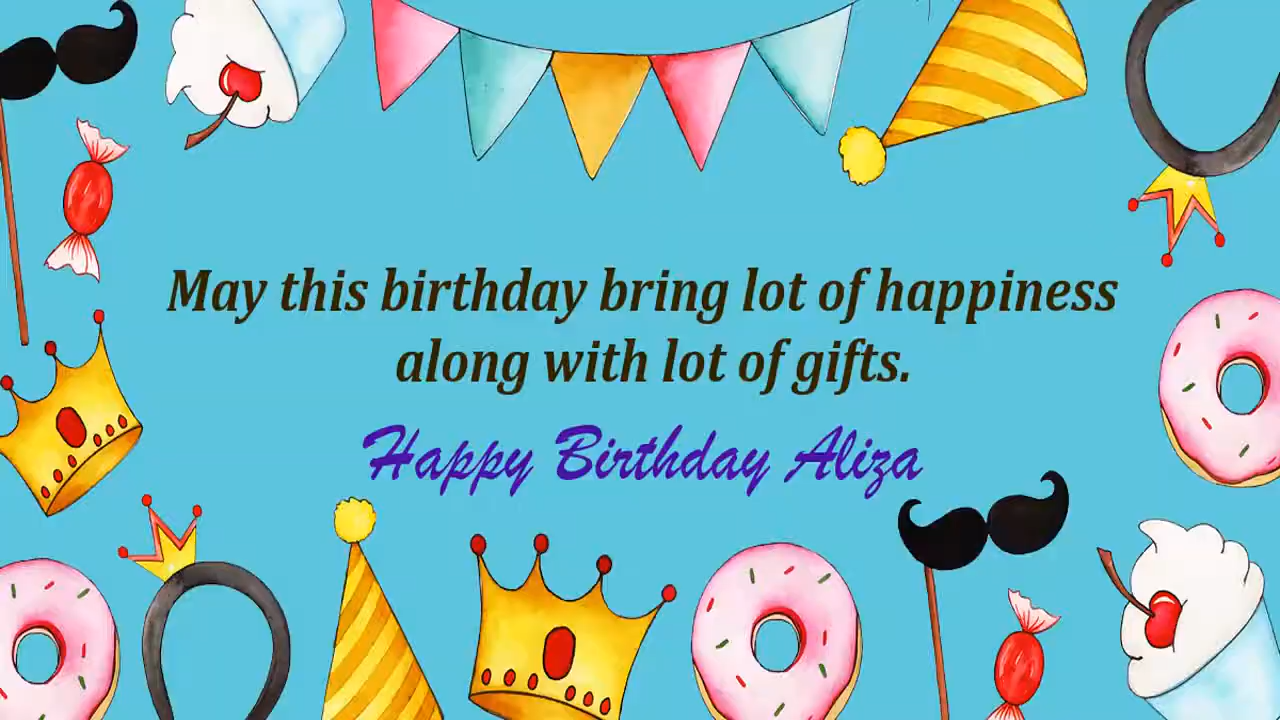 May this birthday bring lot of happiness
along with lot of gifts.
Happy Birthday Aliza